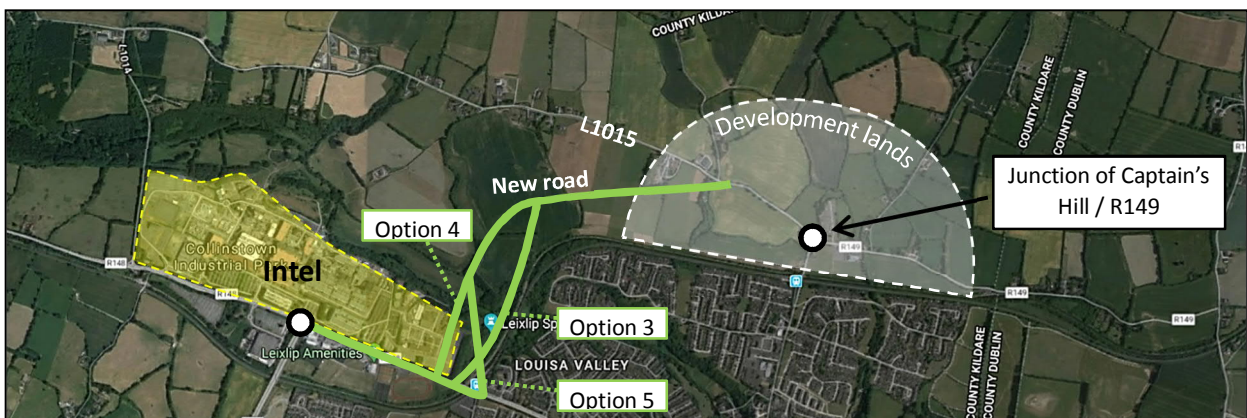 COUNTY KILDARE
L1014
L1015
Development lands
COUNTY KILDARE
COUNTY DUBLIN
New road
Junction of Captain's
Hill / R149
Option 4
Collinstown
Industrial
Intel
R148
R149
Leixlip Sp
Option 3
Leixlip Amenities
LOUISA VALLEY
Option 5
R149
R149
COUNTY KILDARE
COUNTY DUBLIN